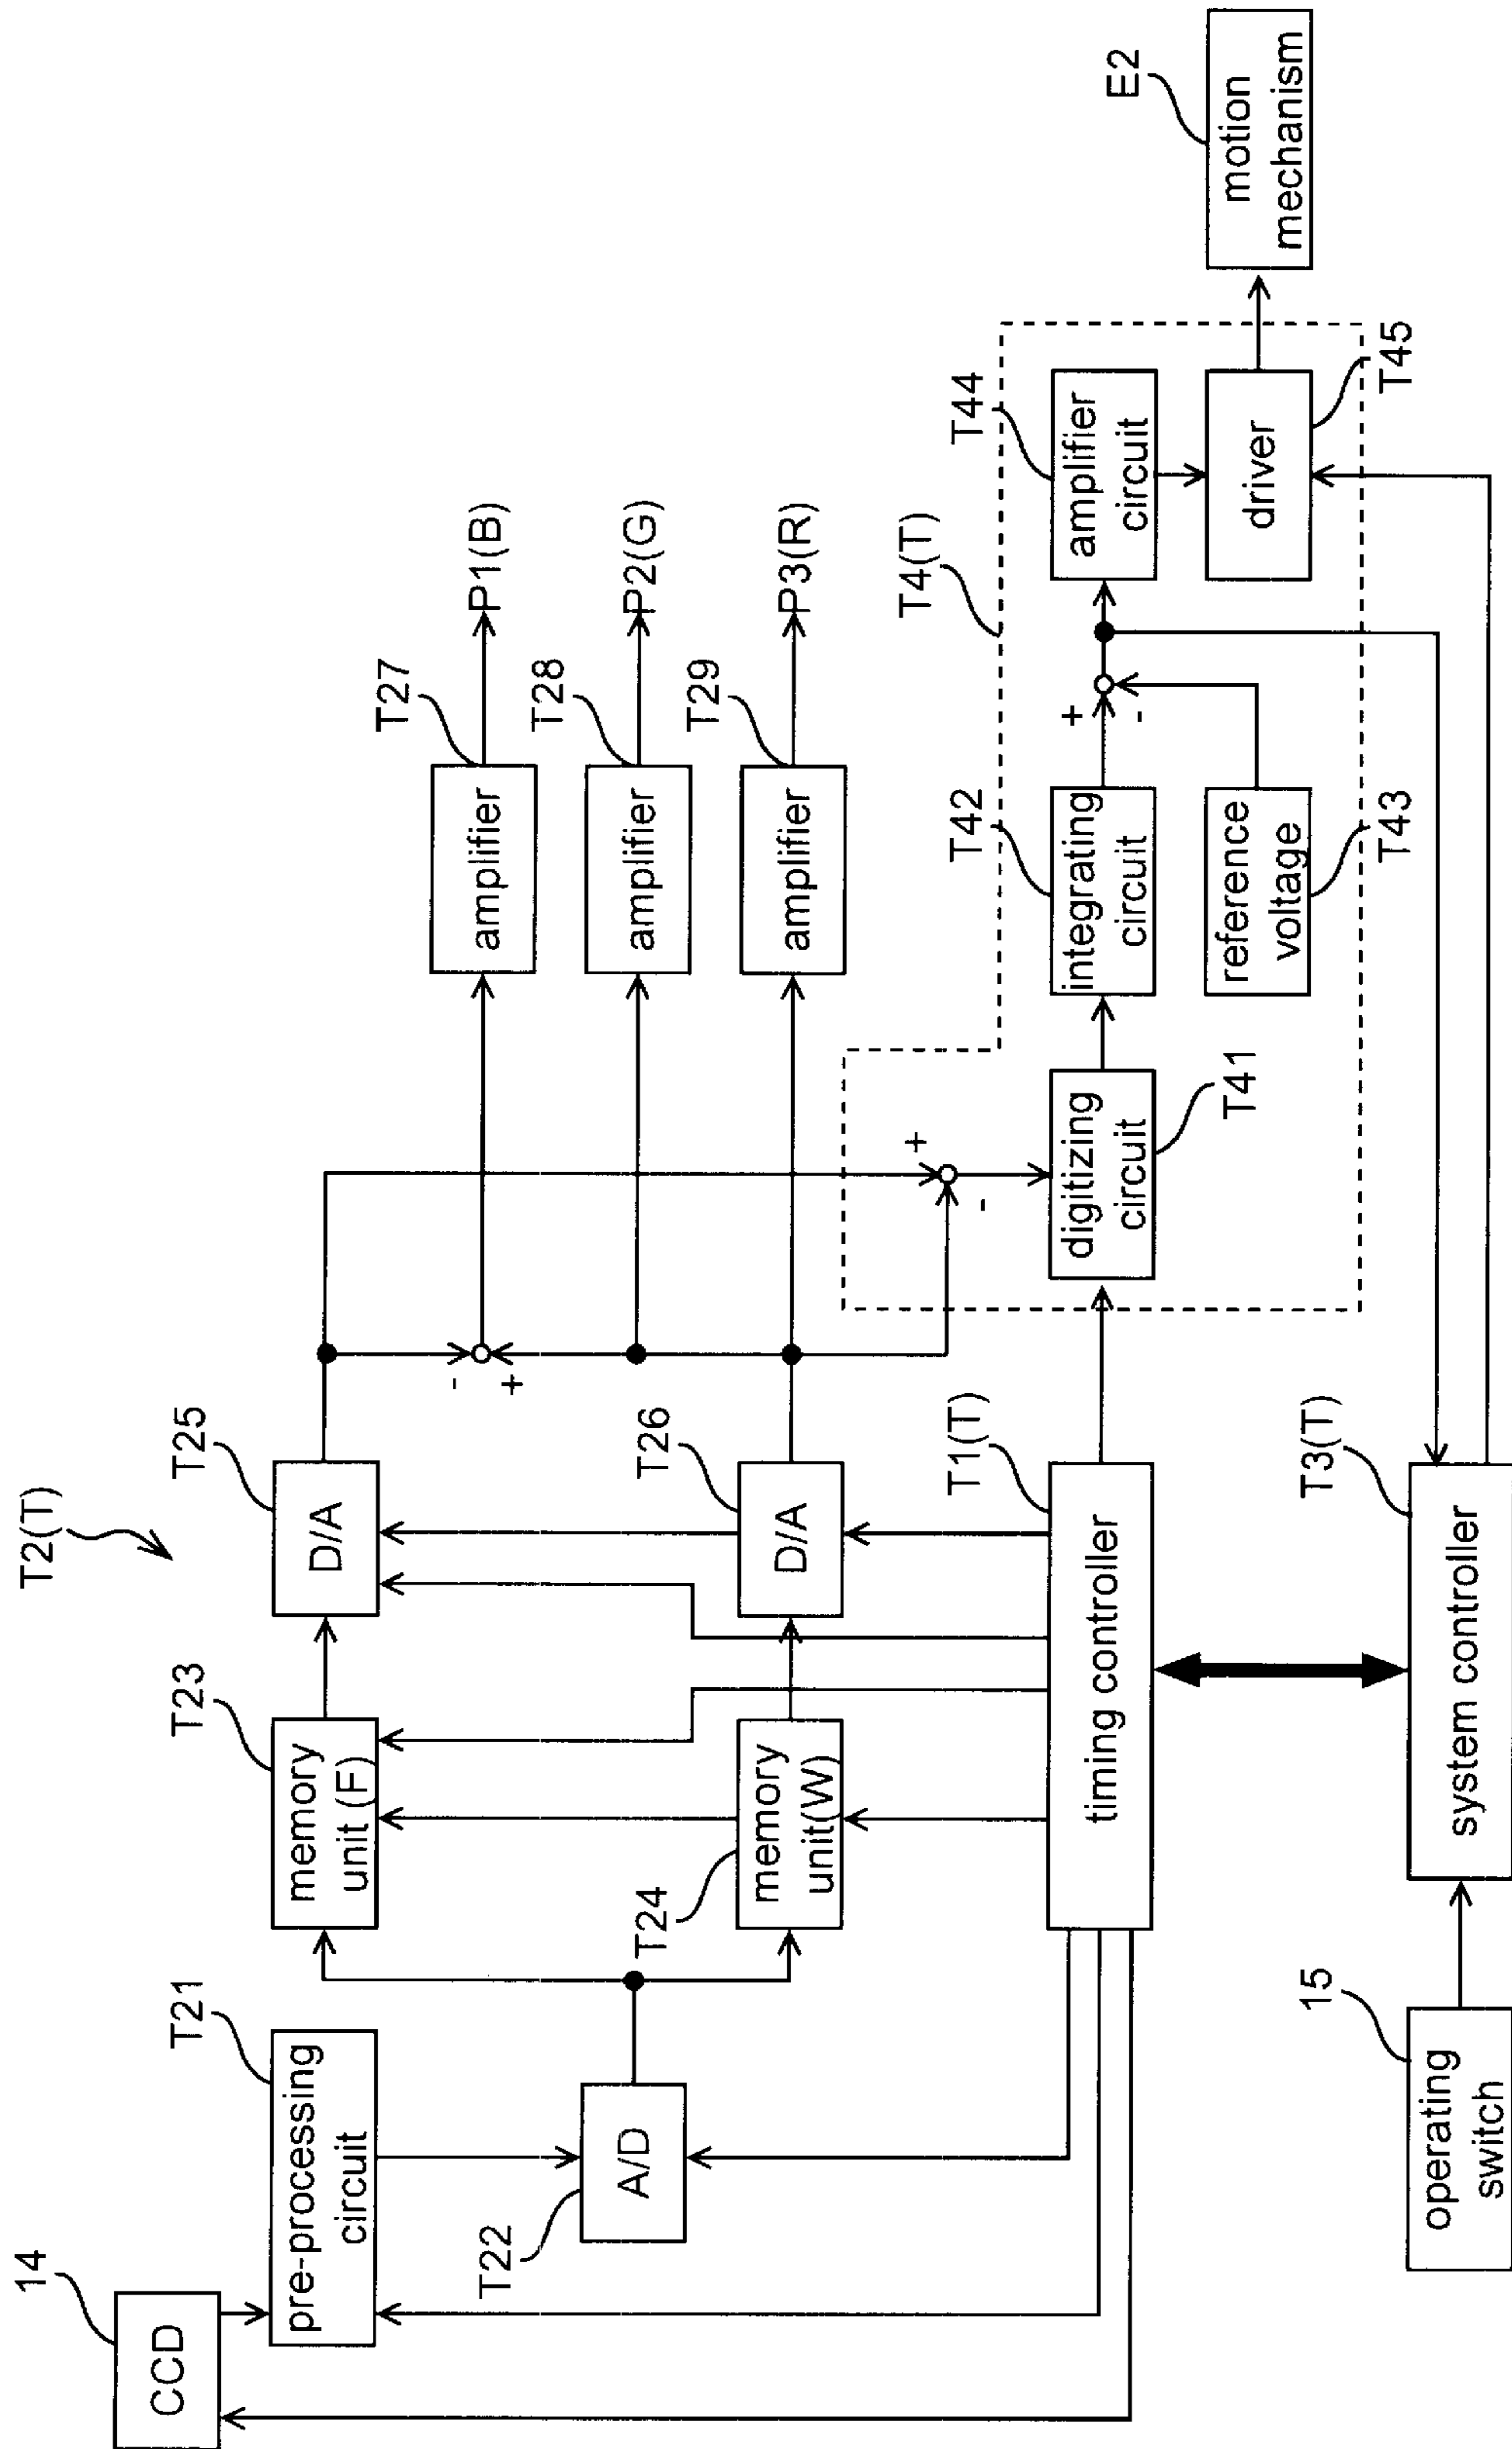 T2(T)
14
CCD
T21
pre-processing
circuit
T22
A/D
T23
memory
unit (F)
T24
memory
unit(W)
T25
D/A
T26
D/A
-
+
T27
amplifier
P1(B)
T28
amplifier
P2(G)
T29
amplifier
P3(R)
T1(T)
timing controller
+
-
T4(T)
digitizing
circuit
T41
T42
integrating
circuit
reference
voltage
T43
+
-
T44
amplifier
circuit
driver
T45
E2
motion
mechanism
15
operating
switch
T3(T)
system controller